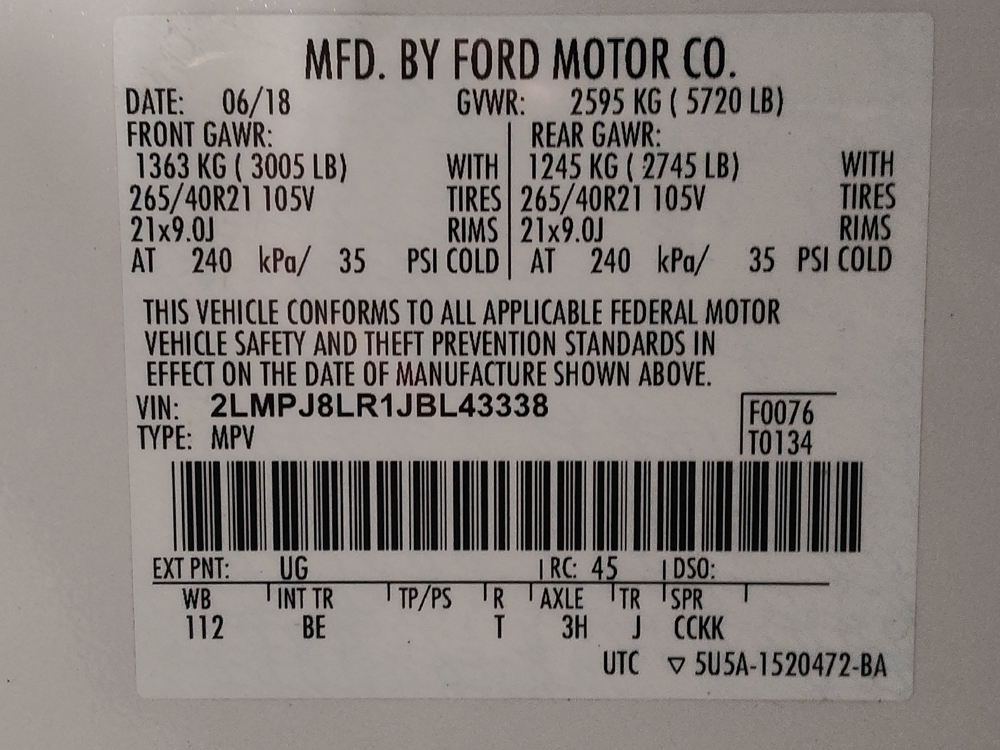 MFD. BY FORD MOTOR CO.
DATE: 06/18 GVWR: 2595 KG ( 5720 LB)
FRONT GAWR: REAR GAWR:
1363 KG ( 3005 LB) WITH 1245 KG ( 2745 LB) WITH
265/40R21 105V TIRES 265/40R21 105V TIRES
21x9.0J RIMS 21x9.0J RIMS
AT 240 kPa/ 35 PSI COLD AT 240 kPa/ 35 PSI COLD
THIS VEHICLE CONFORMS TO ALL APPLICABLE FEDERAL MOTOR
VEHICLE SAFETY AND THEFT PREVENTION STANDARDS IN
EFFECT ON THE DATE OF MANUFACTURE SHOWN ABOVE.
VIN: 2LMPJ8LR1JBL43338 F0076
TYPE: MPV T0134
EXT PNT: UG RC: 45 DSO:
WB INT TR TP/PS R AXLE TR SPR
112 BE T 3H J CCKK
UTC ▽ 5U5A-1520472-BA